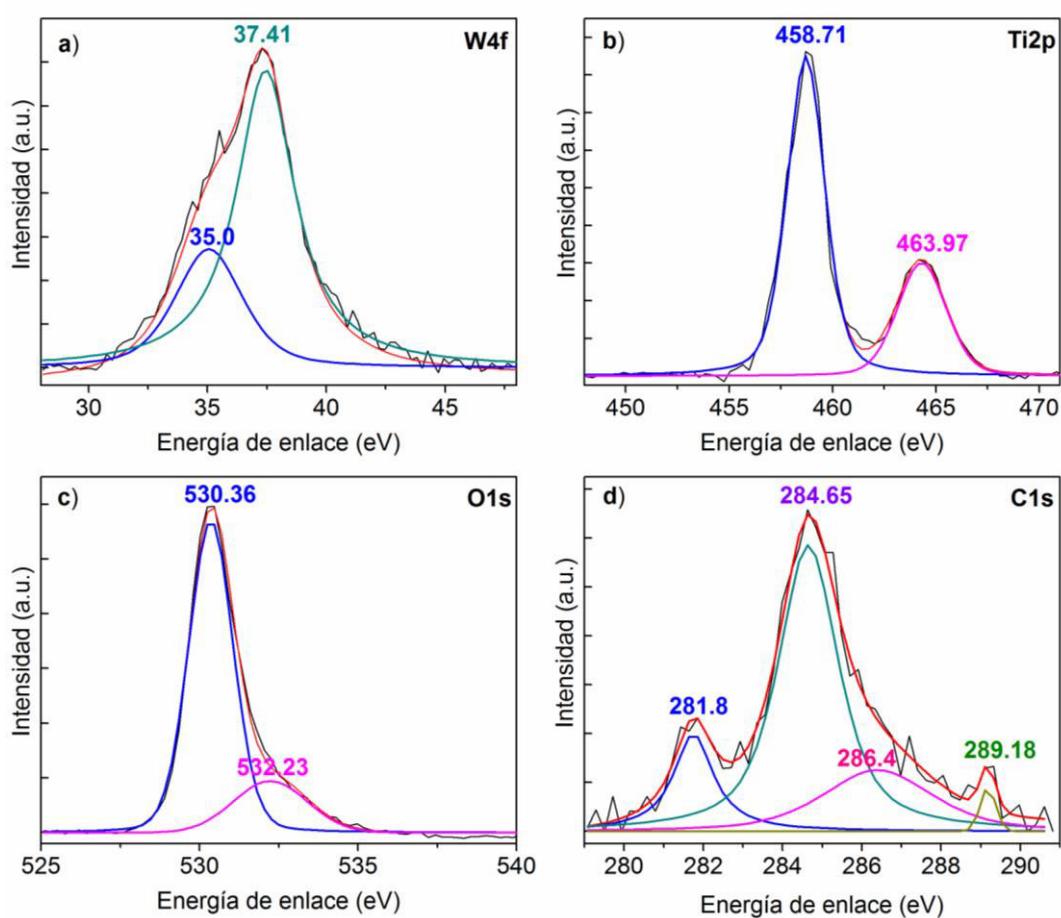 a)
37.41
W4f
35.0
Intensidad (a.u.)
30 35 40 45
Energía de enlace (eV)
b)
458.71
Ti2p
463.97
Intensidad (a.u.)
450 455 460 465 470
Energía de enlace (eV)
c)
530.36
O1s
532.23
Intensidad (a.u.)
525 530 535 540
Energía de enlace (eV)
d)
284.65
C1s
281.8
286.4
289.18
Intensidad (a.u.)
280 282 284 286 288 290
Energía de enlace (eV)